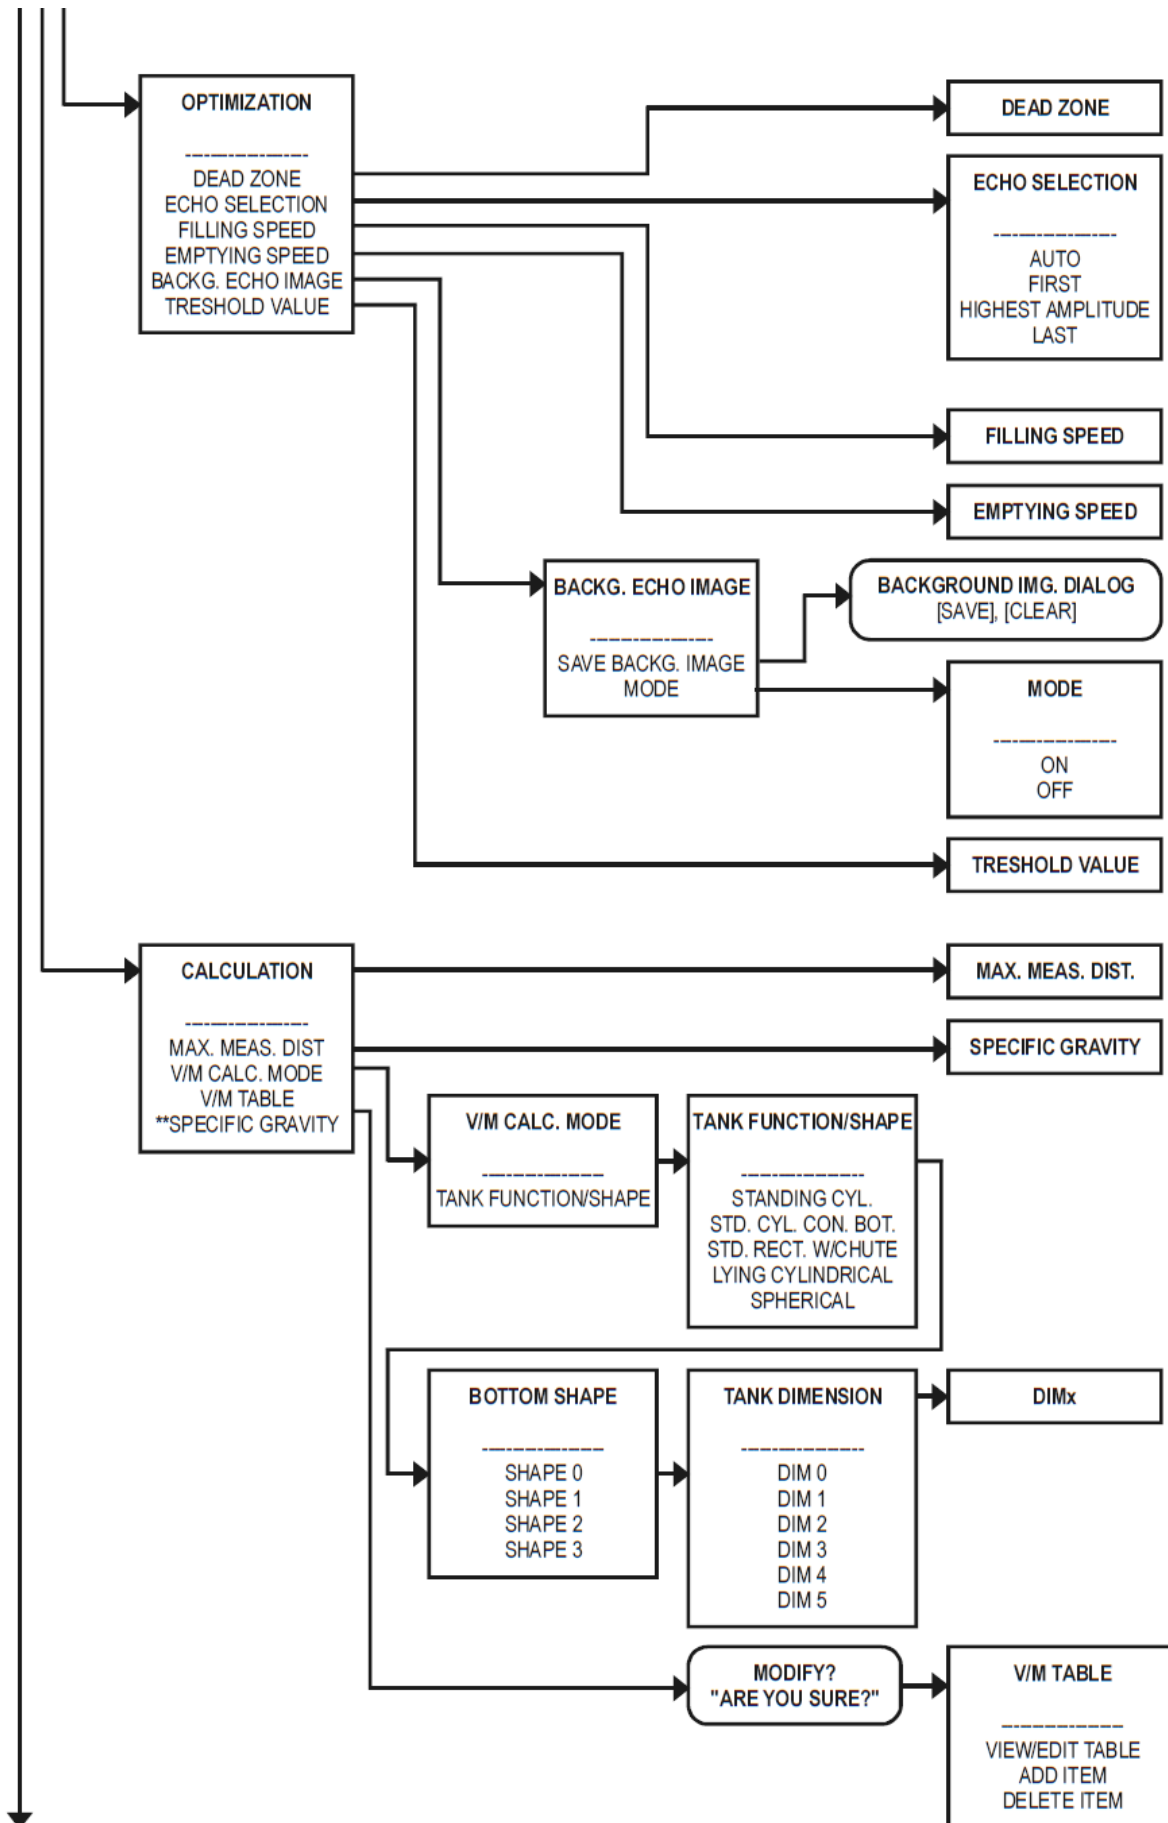 OPTIMIZATION
--------------------
DEAD ZONE
ECHO SELECTION
FILLING SPEED
EMPTYING SPEED
BACKG. ECHO IMAGE
TRESHOLD VALUE
DEAD ZONE
ECHO SELECTION
--------------------
AUTO
FIRST
HIGHEST AMPLITUDE
LAST
FILLING SPEED
EMPTYING SPEED
BACKG. ECHO IMAGE
--------------------
SAVE BACKG. IMAGE
MODE
BACKGROUND IMG. DIALOG
[SAVE], [CLEAR]
MODE
--------------------
ON
OFF
TRESHOLD VALUE
CALCULATION
--------------------
MAX. MEAS. DIST
V/M CALC. MODE
V/M TABLE
**SPECIFIC GRAVITY
MAX. MEAS. DIST.
SPECIFIC GRAVITY
V/M CALC. MODE
--------------------
TANK FUNCTION/SHAPE
TANK FUNCTION/SHAPE
--------------------
STANDING CYL.
STD. CYL. CON. BOT.
STD. RECT. W/CHUTE
LYING CYLINDRICAL
SPHERICAL
BOTTOM SHAPE
--------------------
SHAPE 0
SHAPE 1
SHAPE 2
SHAPE 3
TANK DIMENSION
--------------------
DIM 0
DIM 1
DIM 2
DIM 3
DIM 4
DIM 5
DIMx
MODIFY?
"ARE YOU SURE?"
V/M TABLE
--------------------
VIEW/EDIT TABLE
ADD ITEM
DELETE ITEM